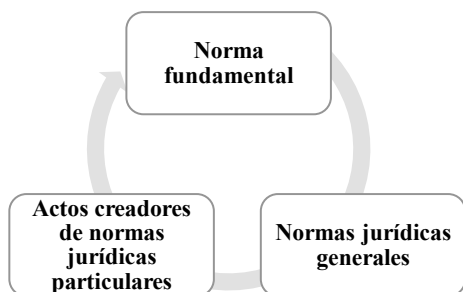 Norma
fundamental
Normas jurídicas
generales
Actos creadores
de normas
jurídicas
particulares